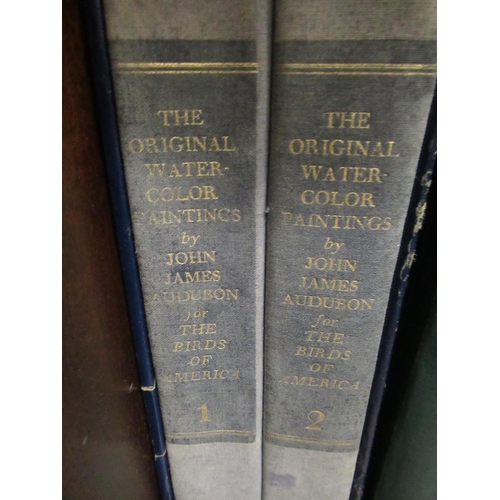 THE
ORIGINAL
WATER-
COLOR
PAINTINGS
by
JOHN
JAMES
AUDUBON
for
THE
BIRDS
OF
AMERICA
1
THE
ORIGINAL
WATER-
COLOR
PAINTINGS
by
JOHN
JAMES
AUDUBON
for
THE
BIRDS
OF
AMERICA
2